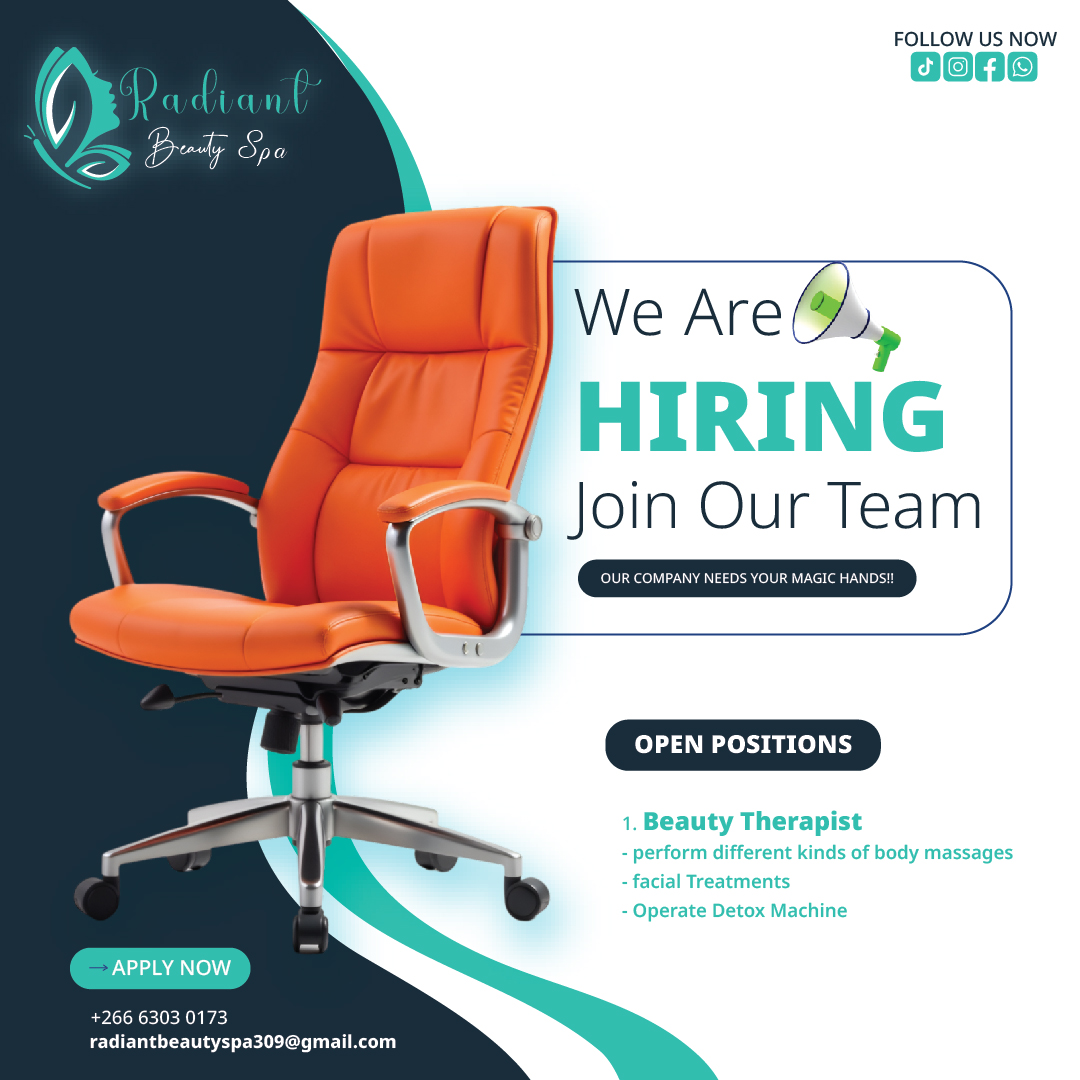 Radiant
Beauty Spa
FOLLOW US NOW
We Are
HIRING
Join Our Team
OUR COMPANY NEEDS YOUR MAGIC HANDS!!
OPEN POSITIONS
1. Beauty Therapist
- perform different kinds of body massages
- facial Treatments
- Operate Detox Machine
→APPLY NOW
+266 6303 0173
radiantbeautyspa309@gmail.com